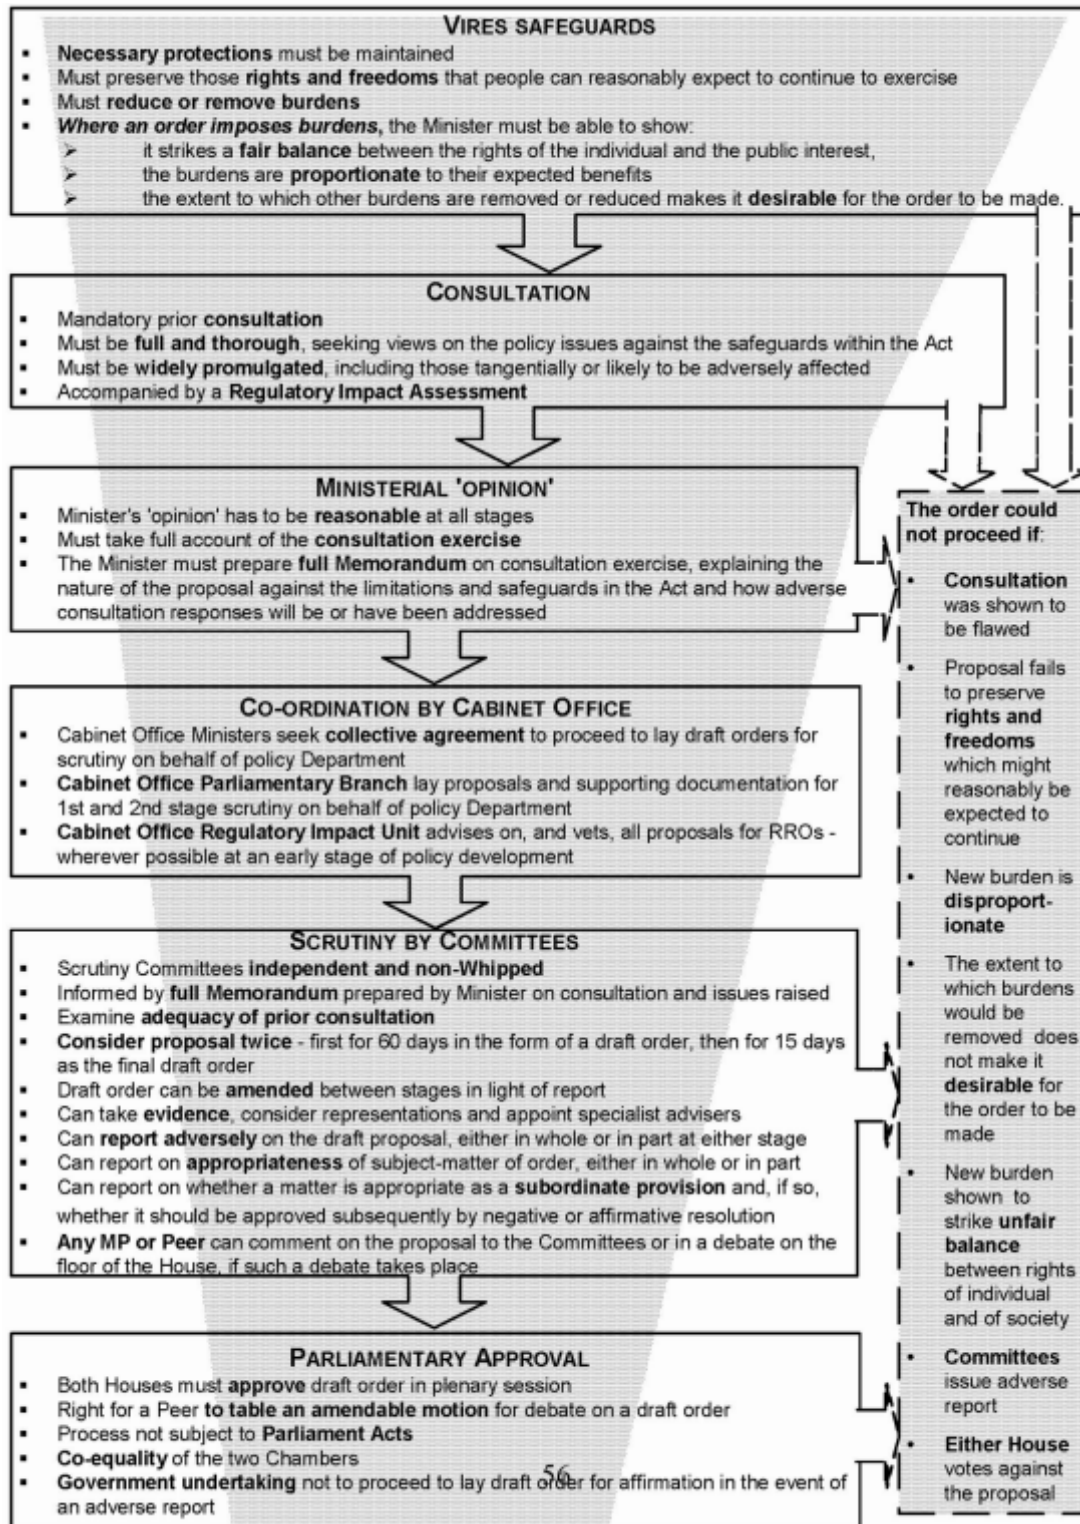 VIRES SAFEGUARDS
▪ Necessary protections must be maintained
▪ Must preserve those rights and freedoms that people can reasonably expect to continue to exercise
▪ Must reduce or remove burdens
▪ Where an order imposes burdens, the Minister must be able to show:
➢ it strikes a fair balance between the rights of the individual and the public interest,
➢ the burdens are proportionate to their expected benefits
➢ the extent to which other burdens are removed or reduced makes it desirable for the order to be made.
CONSULTATION
▪ Mandatory prior consultation
▪ Must be full and thorough, seeking views on the policy issues against the safeguards within the Act
▪ Must be widely promulgated, including those tangentially or likely to be adversely affected
▪ Accompanied by a Regulatory Impact Assessment
MINISTERIAL 'OPINION'
▪ Minister's 'opinion' has to be reasonable at all stages
▪ Must take full account of the consultation exercise
▪ The Minister must prepare full Memorandum on consultation exercise, explaining the
nature of the proposal against the limitations and safeguards in the Act and how adverse
consultation responses will be or have been addressed
CO-ORDINATION BY CABINET OFFICE
▪ Cabinet Office Ministers seek collective agreement to proceed to lay draft orders for
scrutiny on behalf of policy Department
▪ Cabinet Office Parliamentary Branch lay proposals and supporting documentation for
1st and 2nd stage scrutiny on behalf of policy Department
▪ Cabinet Office Regulatory Impact Unit advises on, and vets, all proposals for RROs -
wherever possible at an early stage of policy development
SCRUTINY BY COMMITTEES
▪ Scrutiny Committees independent and non-Whipped
▪ Informed by full Memorandum prepared by Minister on consultation and issues raised
▪ Examine adequacy of prior consultation
▪ Consider proposal twice - first for 60 days in the form of a draft order, then for 15 days
as the final draft order
▪ Draft order can be amended between stages in light of report
▪ Can take evidence, consider representations and appoint specialist advisers
▪ Can report adversely on the draft proposal, either in whole or in part at either stage
▪ Can report on appropriateness of subject-matter of order, either in whole or in part
▪ Can report on whether a matter is appropriate as a subordinate provision and, if so,
whether it should be approved subsequently by negative or affirmative resolution
▪ Any MP or Peer can comment on the proposal to the Committees or in a debate on the
floor of the House, if such a debate takes place
PARLIAMENTARY APPROVAL
▪ Both Houses must approve draft order in plenary session
▪ Right for a Peer to table an amendable motion for debate on a draft order
▪ Process not subject to Parliament Acts
▪ Co-equality of the two Chambers
▪ Government undertaking not to proceed to lay draft order for affirmation in the event of
an adverse report
56
The order could
not proceed if:
• Consultation
was shown to
be flawed
• Proposal fails
to preserve
rights and
freedoms
which might
reasonably be
expected to
continue
• New burden is
disproport-
ionate
• The extent to
which burdens
would be
removed does
not make it
desirable for
the order to be
made
• New burden
shown to
strike unfair
balance
between rights
of individual
and of society
• Committees
issue adverse
report
• Either House
votes against
the proposal